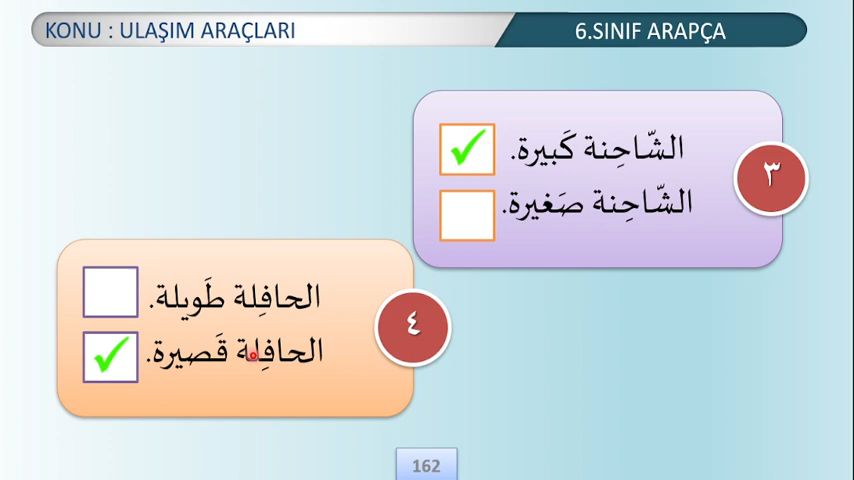 KONU : ULAŞIM ARAÇLARI
6.SINIF ARAPÇA
٣
الشّاحِنة كَبيرة.
الشّاحِنة صَغيرة.
٤
الحافِلة طَويلة.
الحافِلة قَصيرة.
162